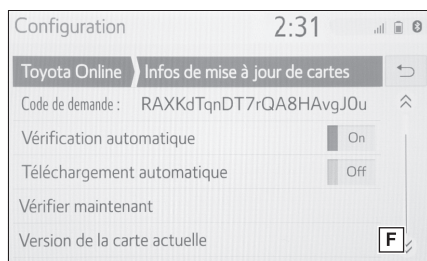 Configuration 2:31
Toyota Online Infos de mise à jour de cartes
Code de demande : RAXKdTqnDT7rQA8HAvgJ0u
Vérification automatique On
Téléchargement automatique Off
Vérifier maintenant
Version de la carte actuelle F